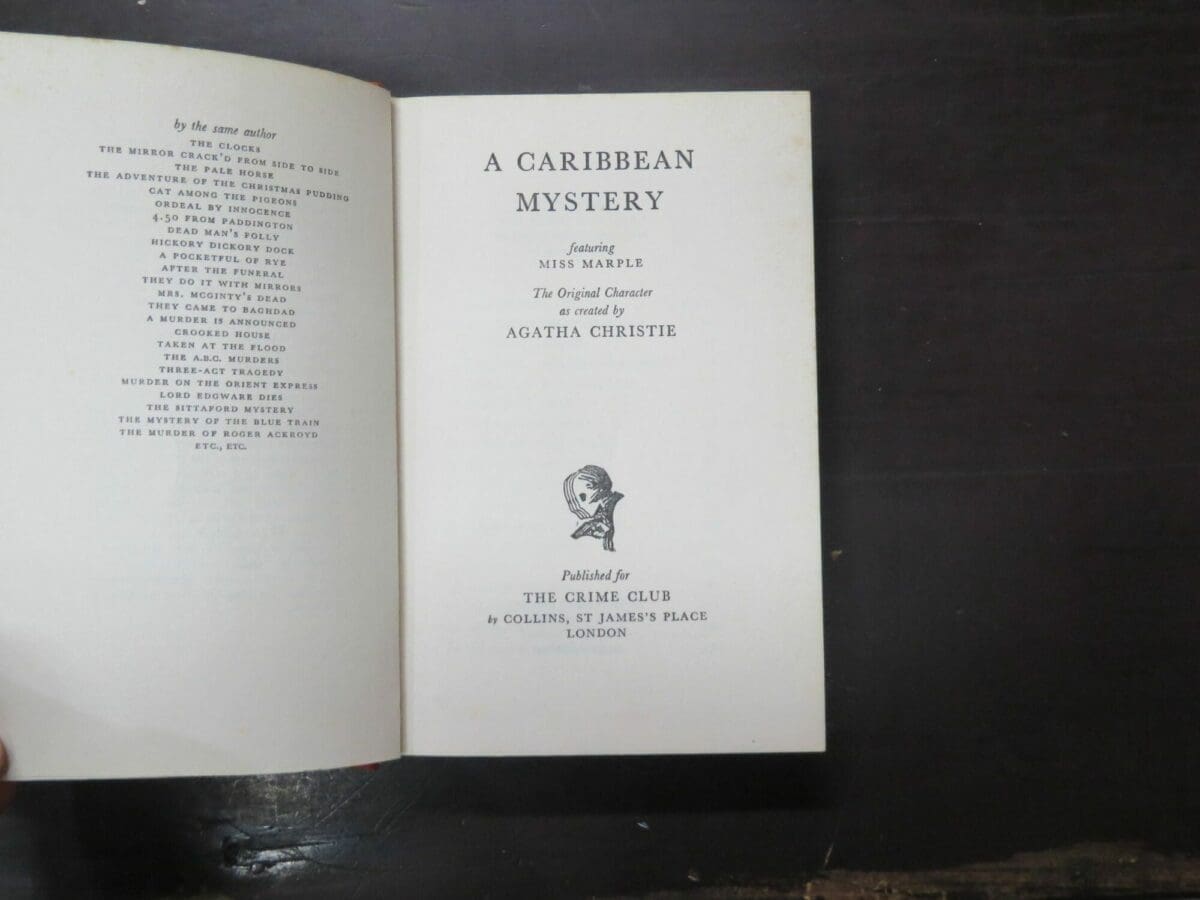 by the same author
THE CLOCKS
THE MIRROR CRACK'D FROM SIDE TO SIDE
THE PALE HORSE
THE ADVENTURE OF THE CHRISTMAS PUDDING
CAT AMONG THE PIGEONS
ORDEAL BY INNOCENCE
4.50 FROM PADDINGTON
DEAD MAN'S FOLLY
HICKORY DICKORY DOCK
A POCKETFUL OF RYE
AFTER THE FUNERAL
THEY DO IT WITH MIRRORS
MRS. MCGINTY'S DEAD
THEY CAME TO BAGHDAD
A MURDER IS ANNOUNCED
CROOKED HOUSE
TAKEN AT THE FLOOD
THE A.B.C. MURDERS
THREE-ACT TRAGEDY
MURDER ON THE ORIENT EXPRESS
LORD EDGWARE DIES
THE SITTAFORD MYSTERY
THE MYSTERY OF THE BLUE TRAIN
THE MURDER OF ROGER ACKROYD
ETC., ETC.
A CARIBBEAN
MYSTERY
featuring
MISS MARPLE
The Original Character
as created by
AGATHA CHRISTIE
Published for
THE CRIME CLUB
by COLLINS, ST JAMES'S PLACE
LONDON